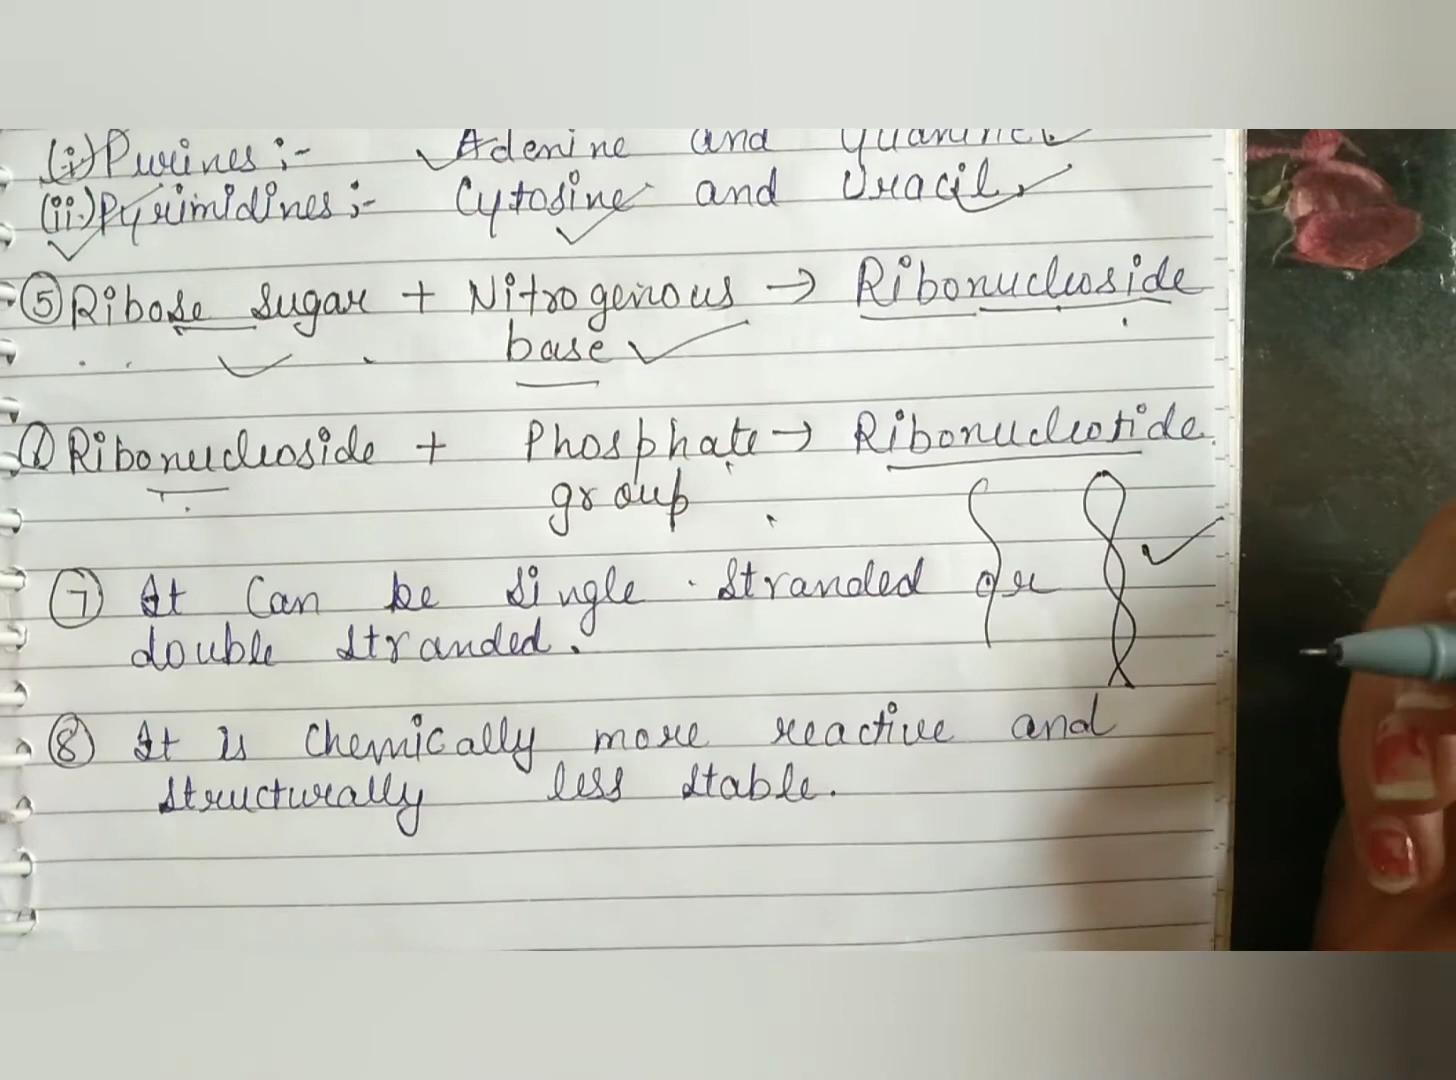 (i) Purines :- Adenine and Guanine
(ii) Pyrimidines :- Cytosine and Uracil
⑤ Ribose sugar + Nitrogenous → Ribonucleoside
base
Ribonucleoside + Phosphate → Ribonucleotide
group
⑦ It Can be Single Stranded or
double Stranded.
⑧ It is Chemically more reactive and
Structurally less Stable.